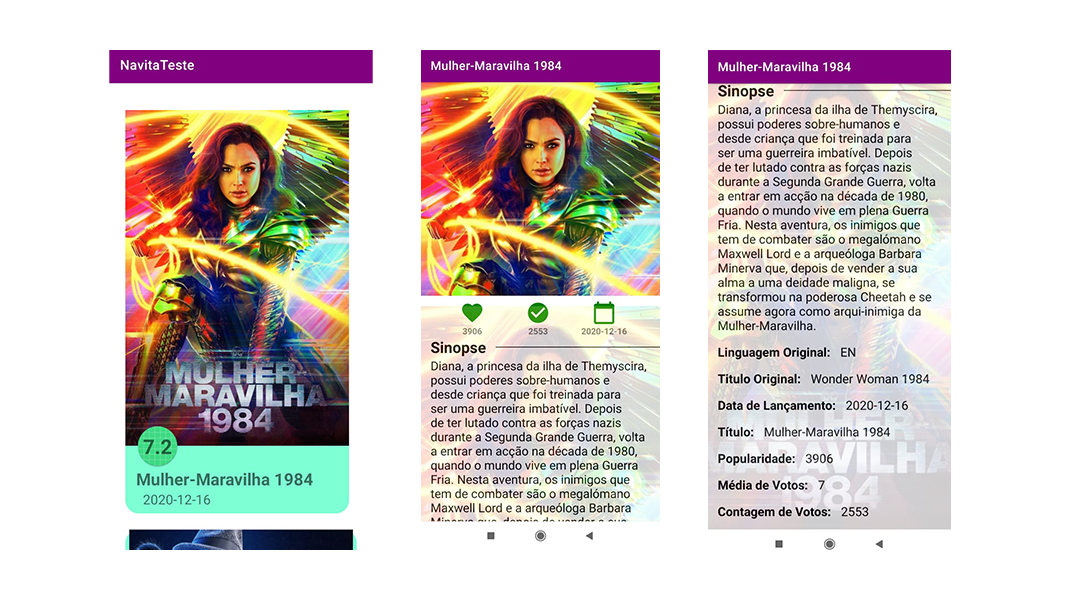 NavitaTeste
MULHER-
MARAVILHA
1984
7.2
Mulher-Maravilha 1984
2020-12-16
Mulher-Maravilha 1984
3906
2553
2020-12-16
Sinopse
Diana, a princesa da ilha de Themyscira,
possui poderes sobre-humanos e
desde criança que foi treinada para
ser uma guerreira imbatível. Depois
de ter lutado contra as forças nazis
durante a Segunda Grande Guerra, volta
a entrar em acção na década de 1980,
quando o mundo vive em plena Guerra
Fria. Nesta aventura, os inimigos que
tem de combater são o megalómano
Maxwell Lord e a arqueóloga Barbara
Minerva que, depois de vender a sua
Mulher-Maravilha 1984
Sinopse
Diana, a princesa da ilha de Themyscira,
possui poderes sobre-humanos e
desde criança que foi treinada para
ser uma guerreira imbatível. Depois
de ter lutado contra as forças nazis
durante a Segunda Grande Guerra, volta
a entrar em acção na década de 1980,
quando o mundo vive em plena Guerra
Fria. Nesta aventura, os inimigos que
tem de combater são o megalómano
Maxwell Lord e a arqueóloga Barbara
Minerva que, depois de vender a sua
alma a uma deidade maligna, se
transformou na poderosa Cheetah e se
assume agora como arqui-inimiga da
Mulher-Maravilha.
Linguagem Original: EN
Titulo Original: Wonder Woman 1984
Data de Lançamento: 2020-12-16
Título: Mulher-Maravilha 1984
Popularidade: 3906
Média de Votos: 7
Contagem de Votos: 2553
MULHER-
MARAVILHA
1984